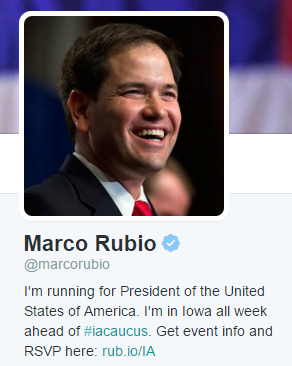 Marco Rubio
@marcorubio
I'm running for President of the United
States of America. I'm in Iowa all week
ahead of #iacaucus. Get event info and
RSVP here: rub.io/IA